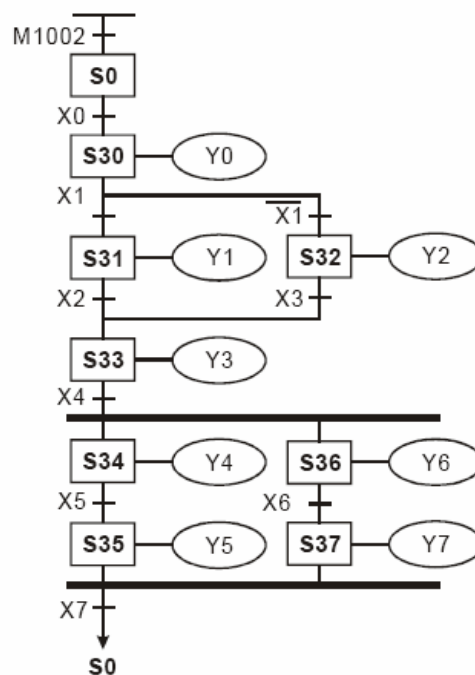 M1002
S0
X0
S30 Y0
X1 X̅1̅
S31 Y1 S32 Y2
X2 X3
S33 Y3
X4
S34 Y4 S36 Y6
X5 X6
S35 Y5 S37 Y7
X7
S0